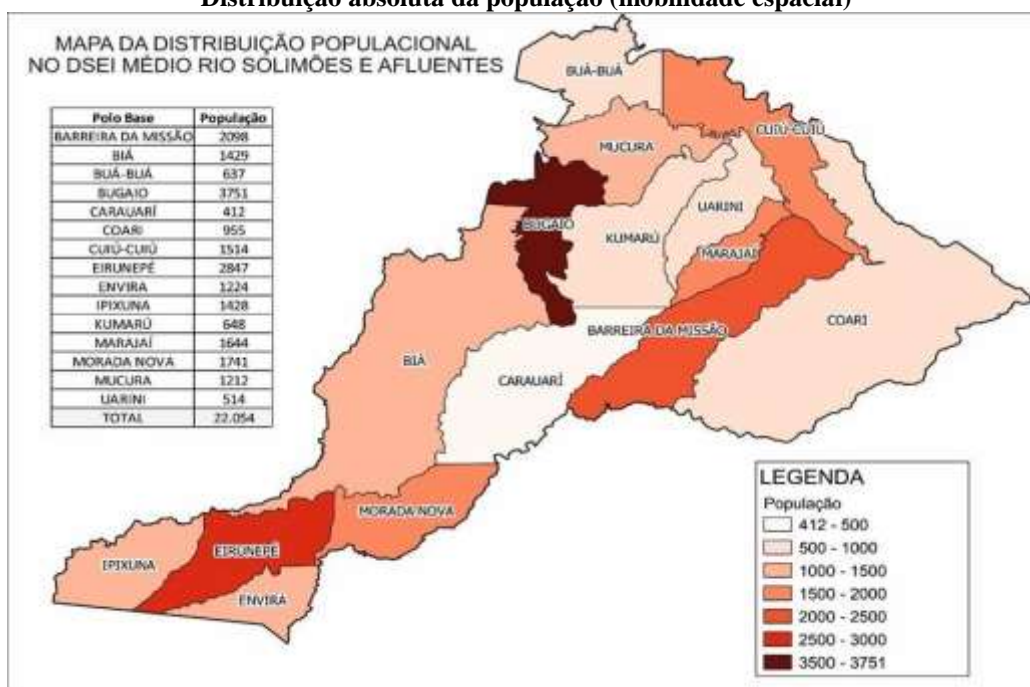 Distribuição absoluta da população (mobilidade espacial)
MAPA DA DISTRIBUIÇÃO POPULACIONAL
NO DSEI MÉDIO RIO SOLIMÕES E AFLUENTES
Polo Base População
BARREIRA DA MISSÃO 2098
BIÁ 1429
BUÁ-BUÁ 637
BUGAIO 3751
CARAUARÍ 412
COARI 955
CUIÚ-CUIÚ 1514
EIRUNEPÉ 2847
ENVIRA 1224
IPIXUNA 1428
KUMARÚ 648
MARAJAÍ 1644
MORADA NOVA 1741
MUCURA 1212
UARINI 514
TOTAL 22.054
BUÁ-BUÁ
CUIÚ-CUIÚ
MUCURA
UARINI
BUGAIO
KUMARÚ
MARAJAÍ
COARI
BARREIRA DA MISSÃO
BIÁ
CARAUARÍ
MORADA NOVA
EIRUNEPÉ
IPIXUNA
ENVIRA
LEGENDA
População
412 - 500
500 - 1000
1000 - 1500
1500 - 2000
2000 - 2500
2500 - 3000
3500 - 3751